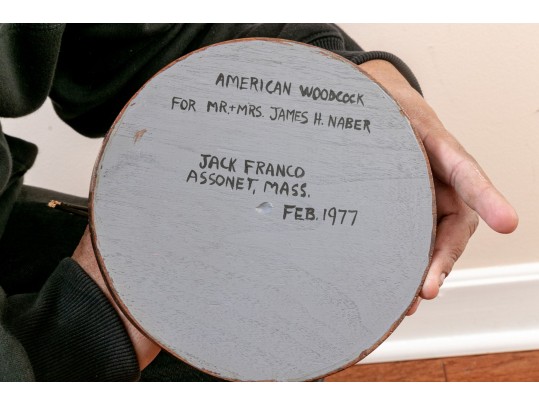 AMERICAN WOODCOCK
FOR MR.+MRS. JAMES H. NABER
JACK FRANCO
ASSONET, MASS.
FEB. 1977